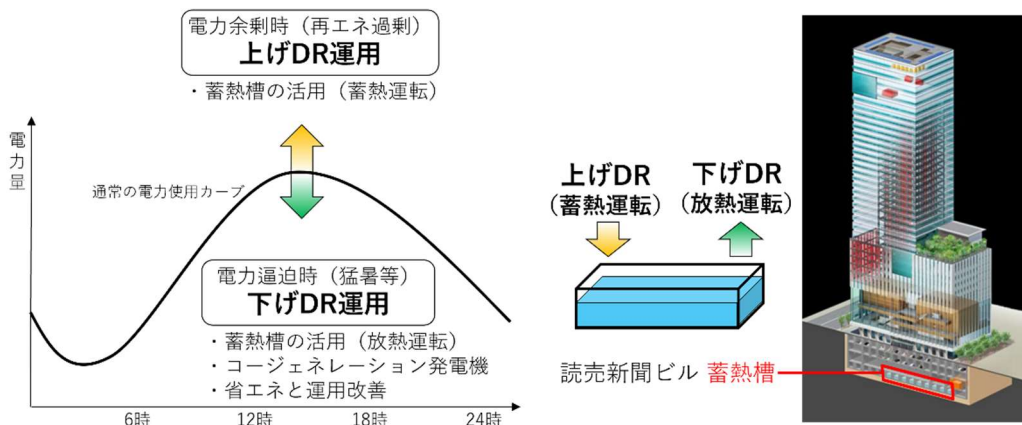 電力余剰時（再エネ過剰）
上げDR運用
・蓄熱槽の活用（蓄熱運転）
電力量
通常の電力使用カーブ
電力逼迫時（猛暑等）
下げDR運用
・蓄熱槽の活用（放熱運転）
・コージェネレーション発電機
・省エネと運用改善
6時 12時 18時 24時
上げDR
（蓄熱運転）
下げDR
（放熱運転）
読売新聞ビル 蓄熱槽